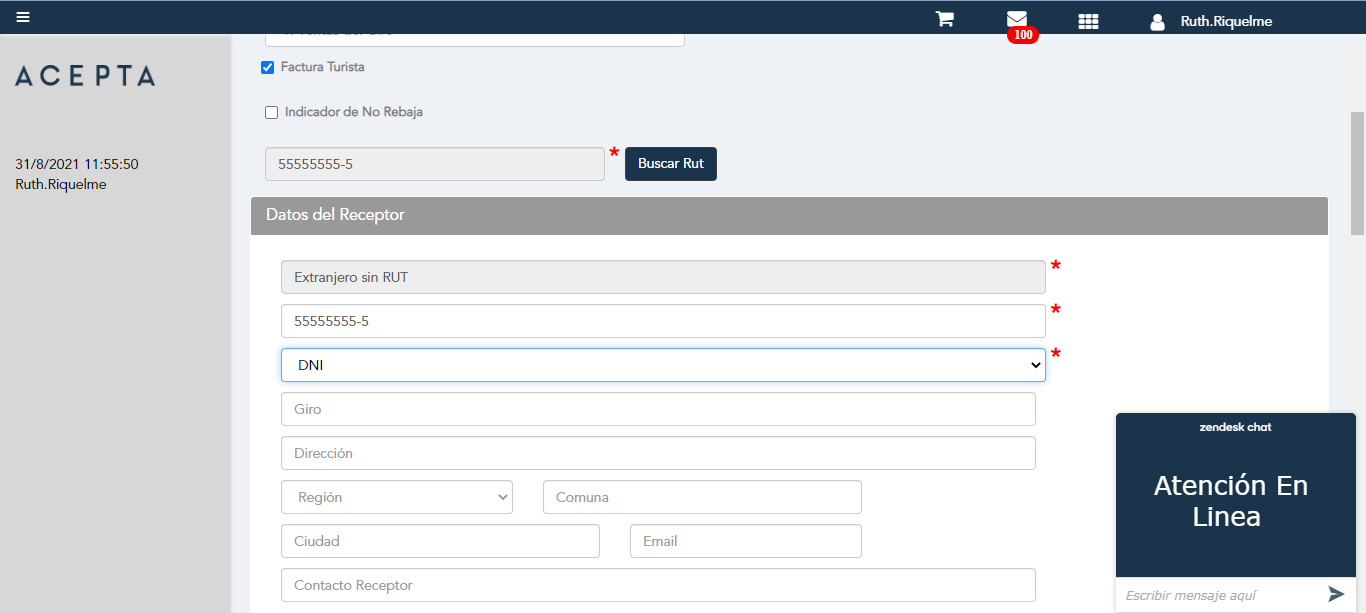 Ruth.Riquelme
100
ACEPTA
31/8/2021 11:55:50
Ruth.Riquelme
Factura Turista
Indicador de No Rebaja
55555555-5 * Buscar Rut
Datos del Receptor
Extranjero sin RUT *
55555555-5 *
DNI *
Giro
Dirección
Región Comuna
Ciudad Email
Contacto Receptor
zendesk chat
Atención En
Linea
Escribir mensaje aquí